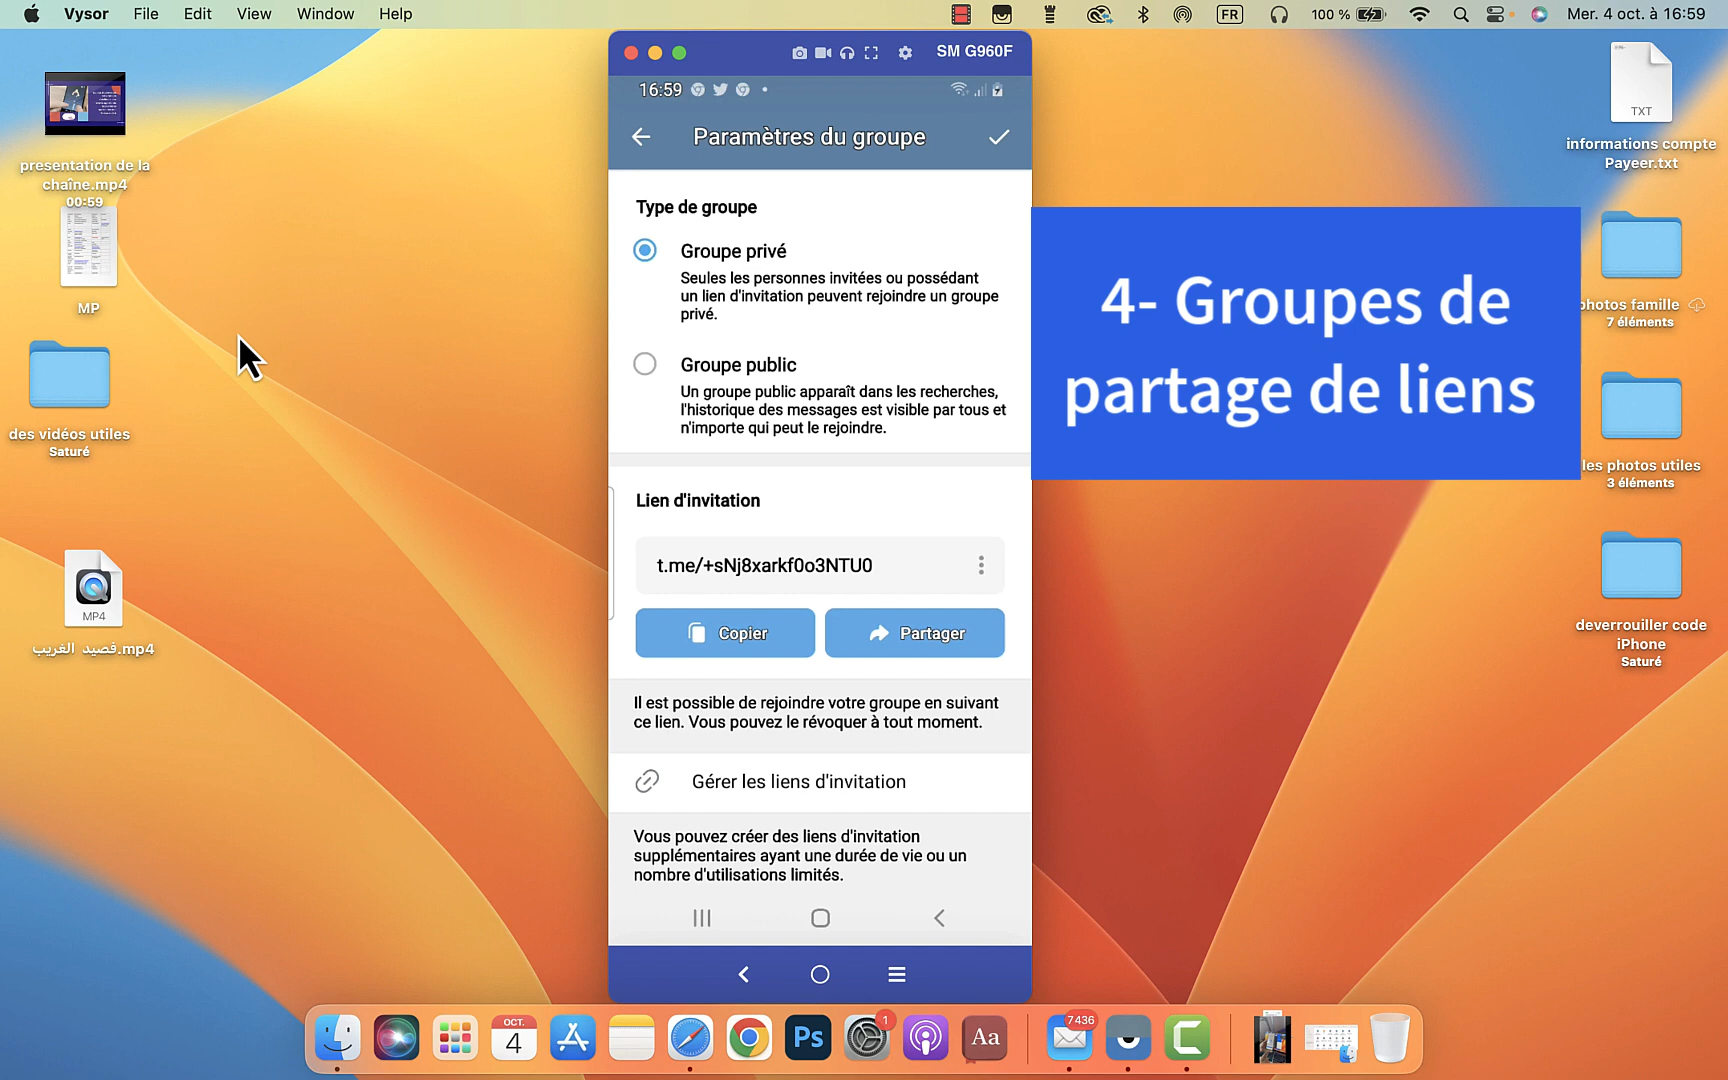 Vysor File Edit View Window Help
FR
100 %
Mer. 4 oct. à 16:59
presentation de la
chaîne.mp4
00:59
MP
des vidéos utiles
Saturé
MP4
قصيد الغريب.mp4
SM G960F
16:59
Paramètres du groupe
Type de groupe
Groupe privé
Seules les personnes invitées ou possédant
un lien d'invitation peuvent rejoindre un groupe
privé.
Groupe public
Un groupe public apparaît dans les recherches,
l'historique des messages est visible par tous et
n'importe qui peut le rejoindre.
Lien d'invitation
t.me/+sNj8xarkf0o3NTU0
Copier
Partager
Il est possible de rejoindre votre groupe en suivant
ce lien. Vous pouvez le révoquer à tout moment.
Gérer les liens d'invitation
Vous pouvez créer des liens d'invitation
supplémentaires ayant une durée de vie ou un
nombre d'utilisations limités.
4- Groupes de
partage de liens
TXT
informations compte
Payeer.txt
photos famille
7 éléments
les photos utiles
3 éléments
deverrouiller code
iPhone
Saturé
OCT.
4
Ps
1
Aa
7436